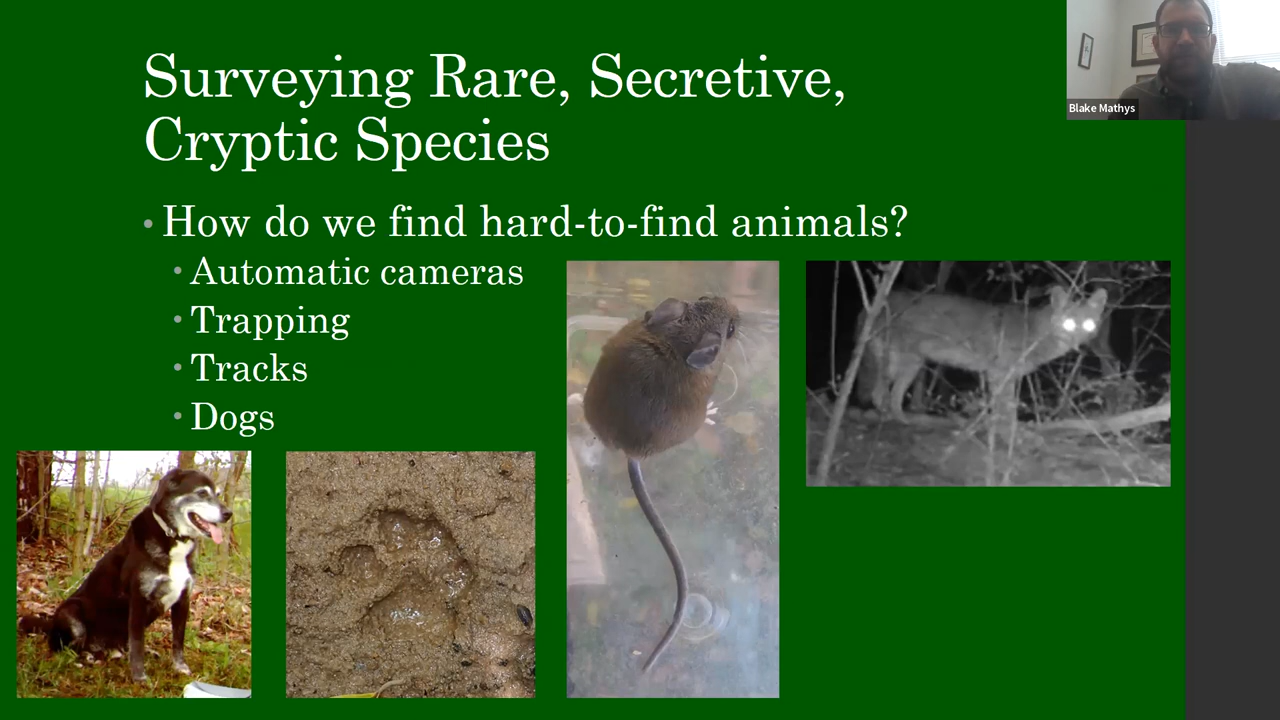 Surveying Rare, Secretive,
Cryptic Species
• How do we find hard-to-find animals?
• Automatic cameras
• Trapping
• Tracks
• Dogs
Blake Mathys